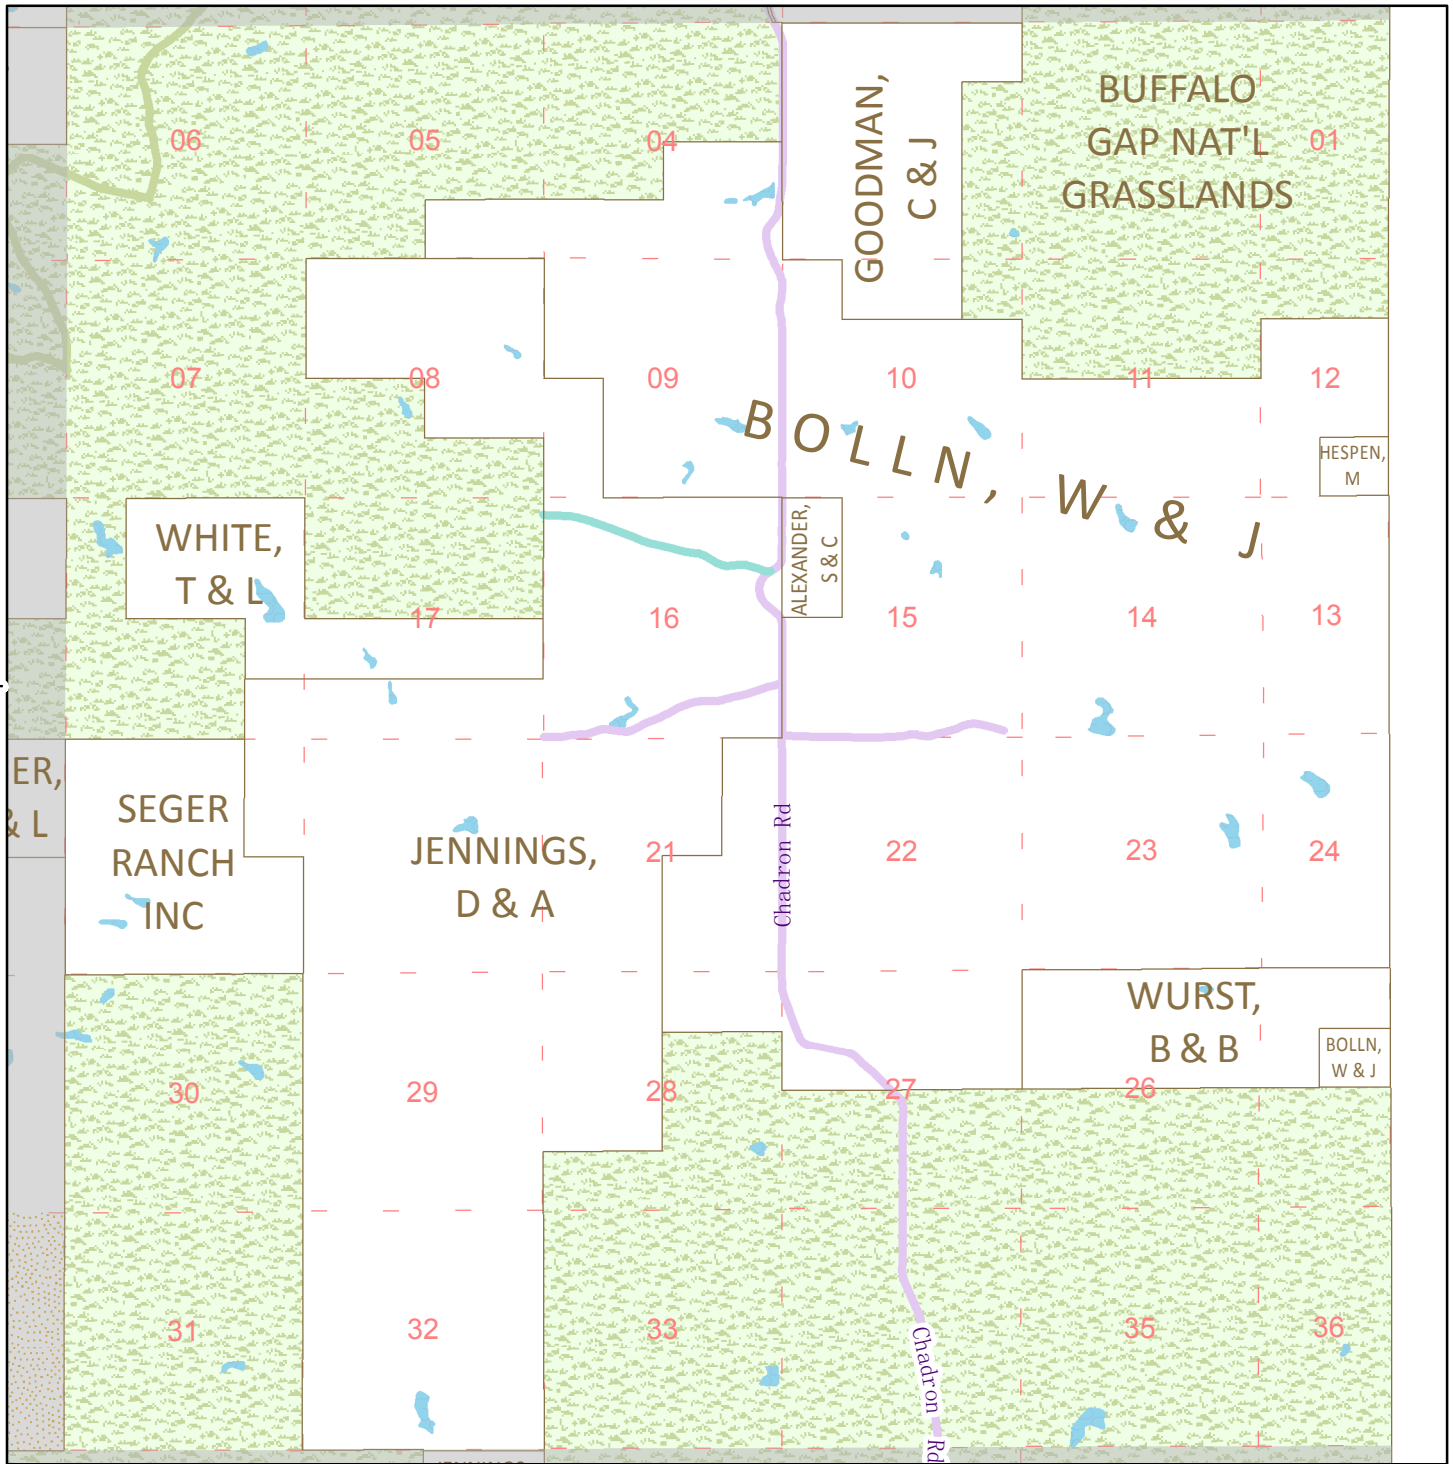 BUFFALO
GAP NAT'L
GRASSLANDS
GOODMAN,
C & J
06
05
04
01
07
08
09
10
11
12
BOLLN, W & J
HESPEN,
M
WHITE,
T & L
ALEXANDER,
S & C
17
16
15
14
13
ER,
& L
SEGER
RANCH
INC
JENNINGS,
D & A
21
Chadron Rd
22
23
24
WURST,
B & B
BOLLN,
W & J
30
29
28
27
26
31
32
33
35
36
Chadron Rd